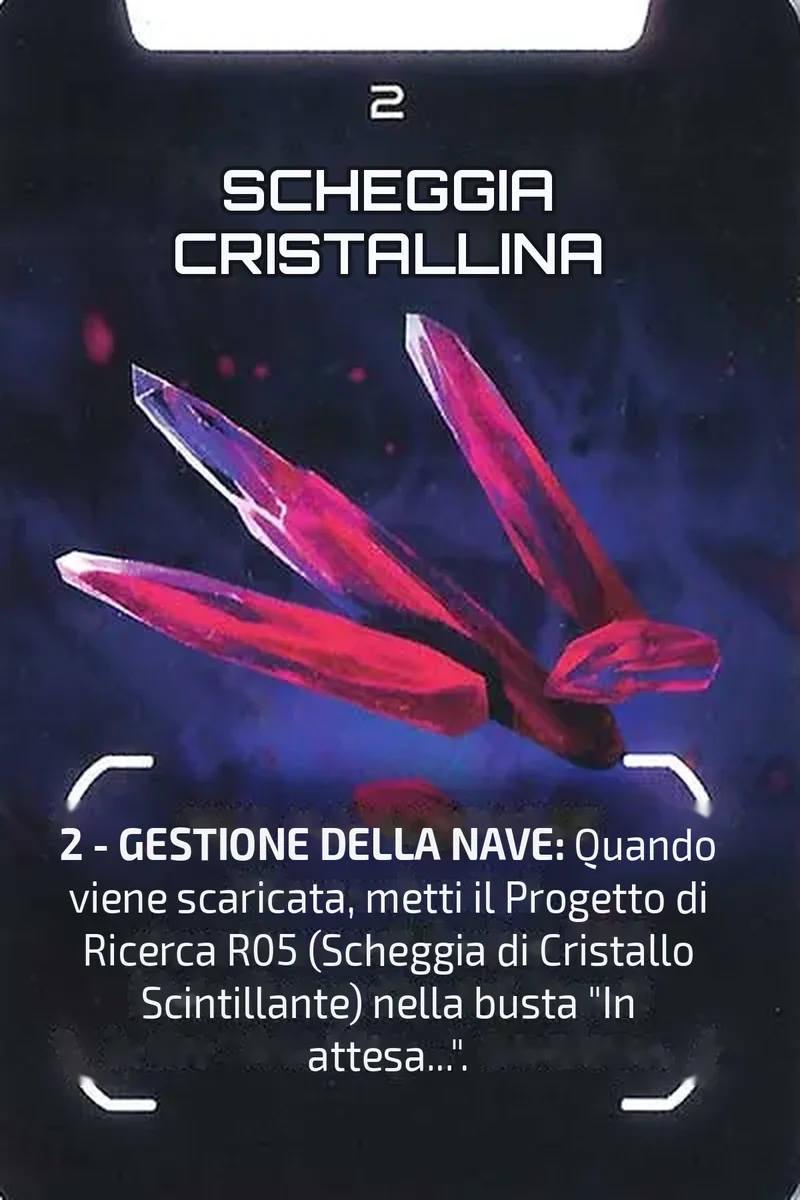 2
SCHEGGIA
CRISTALLINA
2 - GESTIONE DELLA NAVE: Quando
viene scaricata, metti il Progetto di
Ricerca R05 (Scheggia di Cristallo
Scintillante) nella busta "In
attesa...".